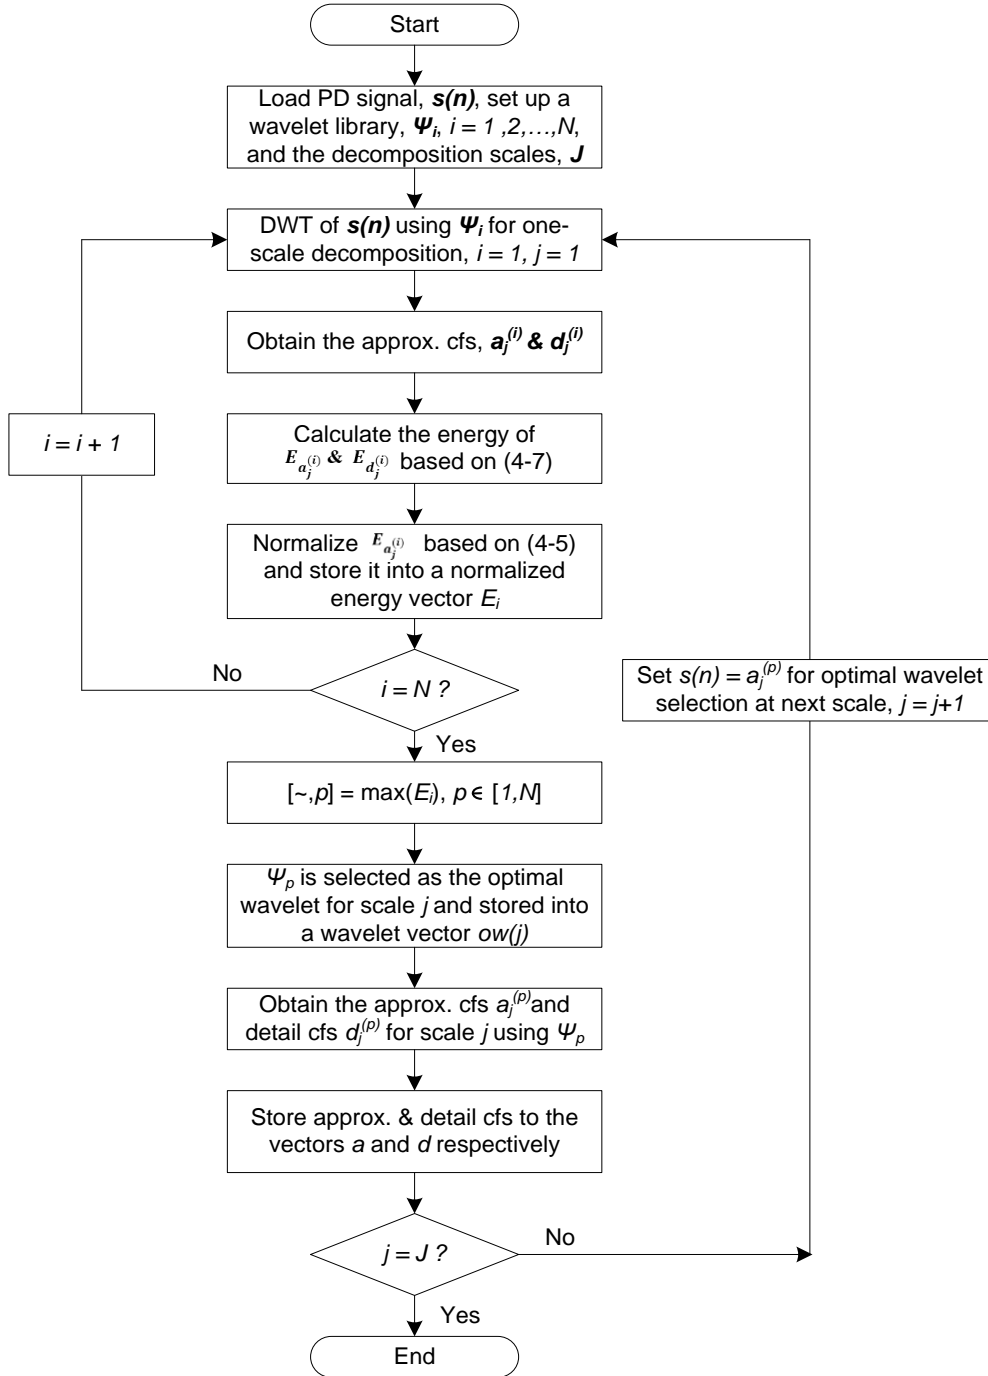 Start
Load PD signal, s(n), set up a
wavelet library, Ψi, i = 1 ,2,…,N,
and the decomposition scales, J
DWT of s(n) using Ψi for one-
scale decomposition, i = 1, j = 1
Obtain the approx. cfs, aj(i) & dj(i)
i = i + 1
Calculate the energy of
Eaj(i) & Edj(i) based on (4-7)
Normalize Eaj(i) based on (4-5)
and store it into a normalized
energy vector Ei
No
i = N ?
Yes
Set s(n) = aj(p) for optimal wavelet
selection at next scale, j = j+1
[~,p] = max(Ei), p ∈ [1,N]
Ψp is selected as the optimal
wavelet for scale j and stored into
a wavelet vector ow(j)
Obtain the approx. cfs aj(p) and
detail cfs dj(p) for scale j using Ψp
Store approx. & detail cfs to the
vectors a and d respectively
j = J ?
No
Yes
End